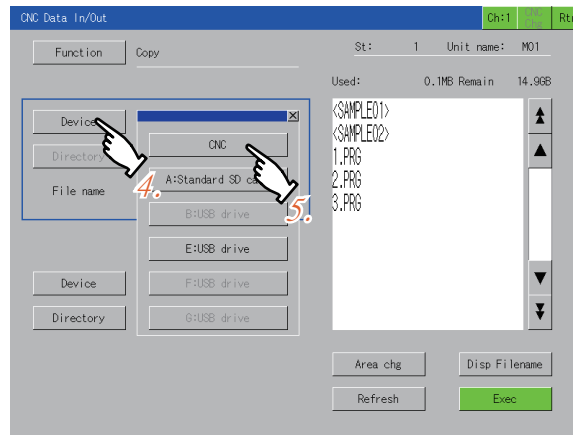 CNC Data In/Out
Ch:1 CNC Chg Rt
Function Copy
St: 1 Unit name: M01
Used: 0.1MB Remain 14.9GB
Device
Directory
File name
4.
CNC
A:Standard SD ca
5.
B:USB drive
E:USB drive
F:USB drive
G:USB drive
<SAMPLE01>
<SAMPLE02>
1.PRG
2.PRG
3.PRG
Device
Directory
Area chg Disp Filename
Refresh Exec